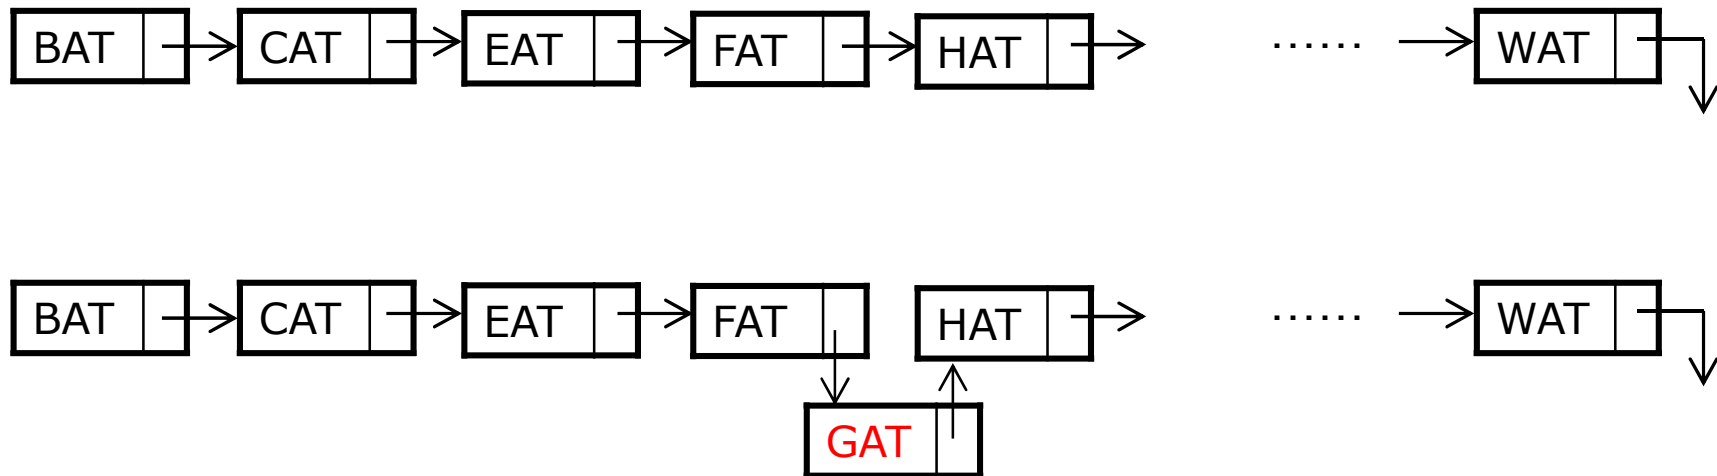 BAT CAT EAT FAT HAT ...... WAT
BAT CAT EAT FAT HAT ...... WAT
GAT